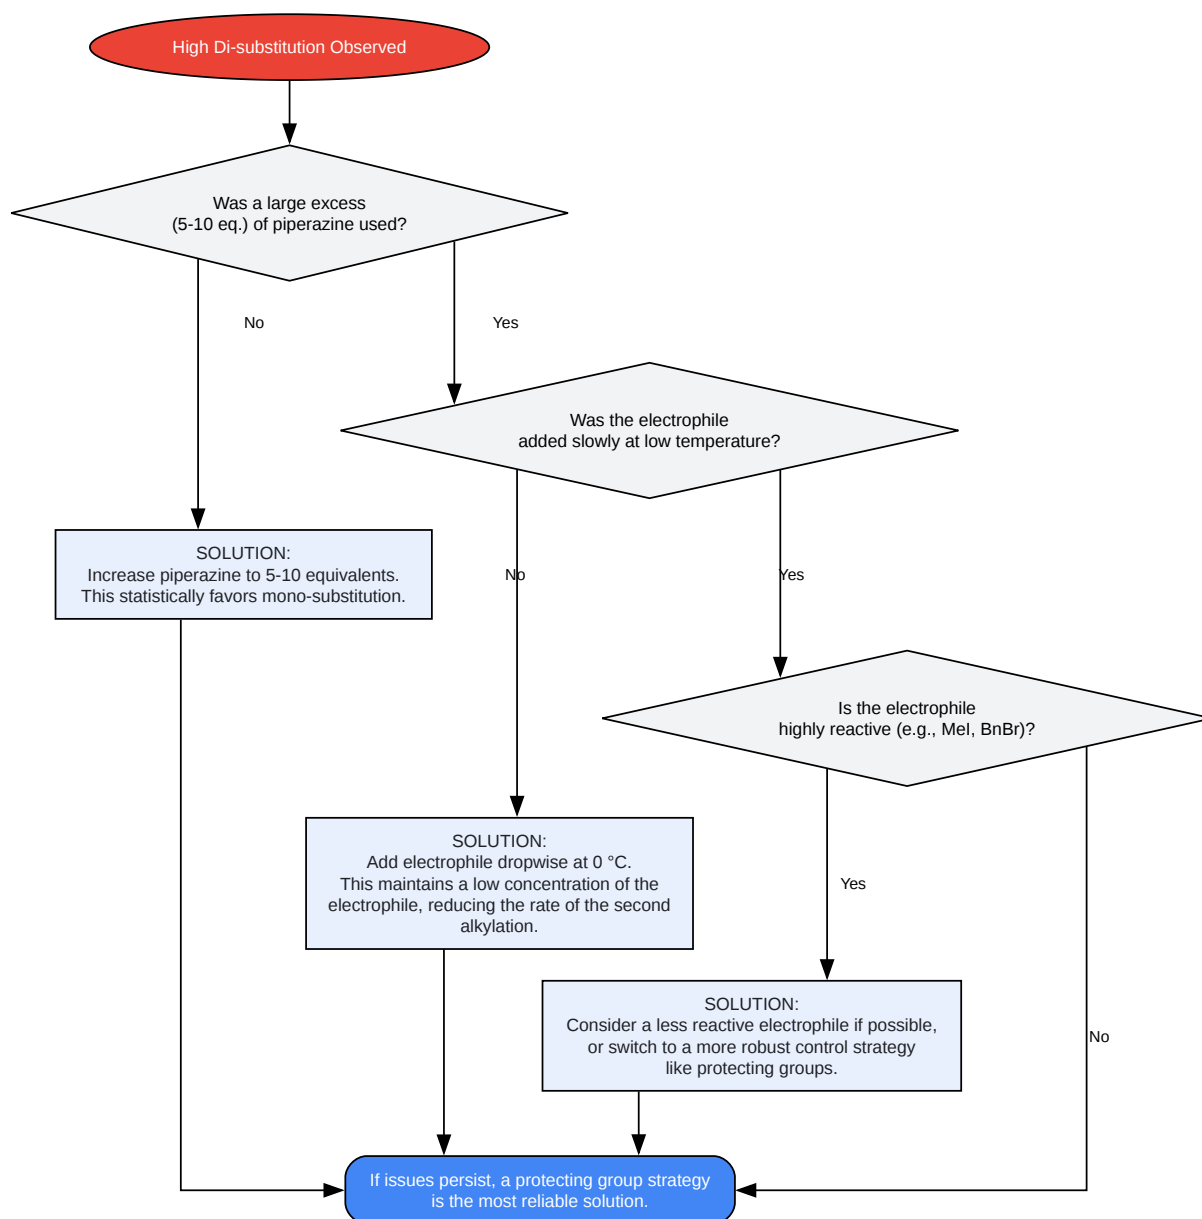 High Di-substitution Observed
Was a large excess
(5-10 eq.) of piperazine used?
No
Yes
Was the electrophile
added slowly at low temperature?
SOLUTION:
Increase piperazine to 5-10 equivalents.
This statistically favors mono-substitution.
No
Yes
Is the electrophile
highly reactive (e.g., MeI, BnBr)?
SOLUTION:
Add electrophile dropwise at 0 °C.
This maintains a low concentration of the
electrophile, reducing the rate of the second
alkylation.
Yes
SOLUTION:
Consider a less reactive electrophile if possible,
or switch to a more robust control strategy
like protecting groups.
No
If issues persist, a protecting group strategy
is the most reliable solution.